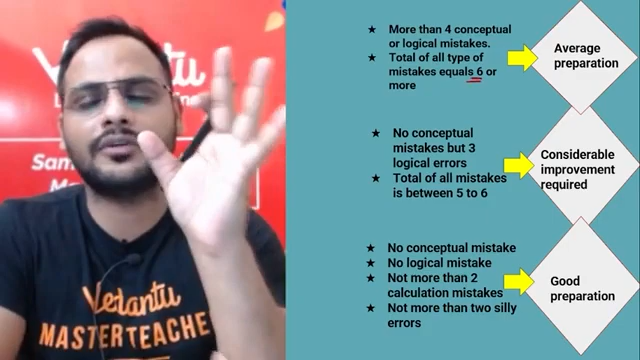 Vedantu
Sam
Vedantu
MASTERTEACHE
★ More than 4 conceptual
or logical mistakes.
★ Total of all type of
mistakes equals 6 or
more
Average
preparation
★ No conceptual
mistakes but 3
logical errors
★ Total of all mistakes
is between 5 to 6
Considerable
improvement
required
★ No conceptual mistake
★ No logical mistake
★ Not more than 2
calculation mistakes
★ Not more than two silly
errors
Good
preparation